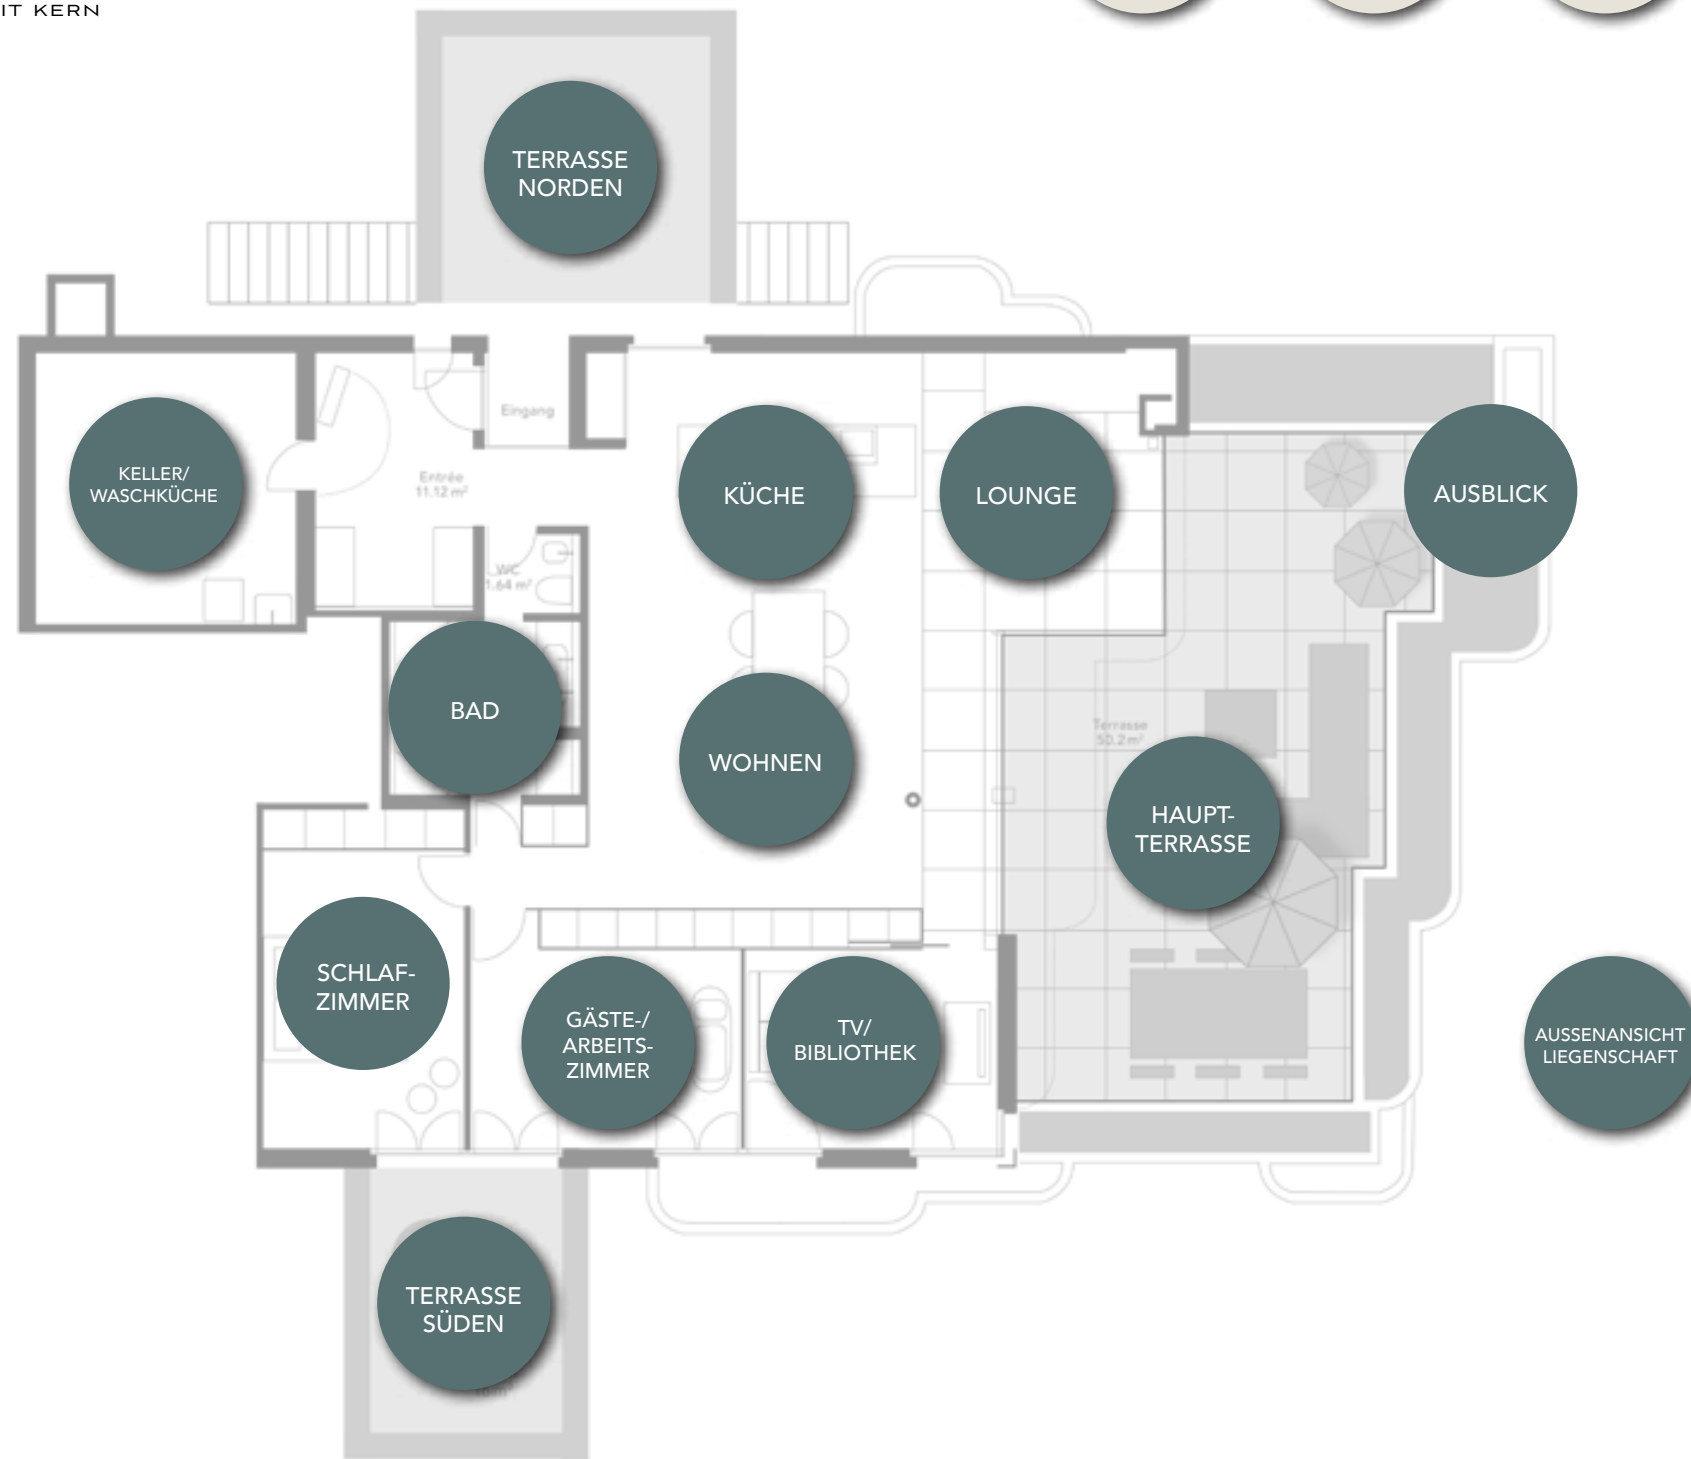 IT KERN
TERRASSE
NORDEN
Eingang
KELLER/
WASCHKÜCHE
Entrée
11.12 m²
KÜCHE
LOUNGE
AUSBLICK
WC
1.64 m²
BAD
WOHNEN
Terrasse
50.2 m²
HAUPT-
TERRASSE
SCHLAF-
ZIMMER
GÄSTE-/
ARBEITS-
ZIMMER
TV/
BIBLIOTHEK
AUSSENANSICHT
LIEGENSCHAFT
TERRASSE
SÜDEN